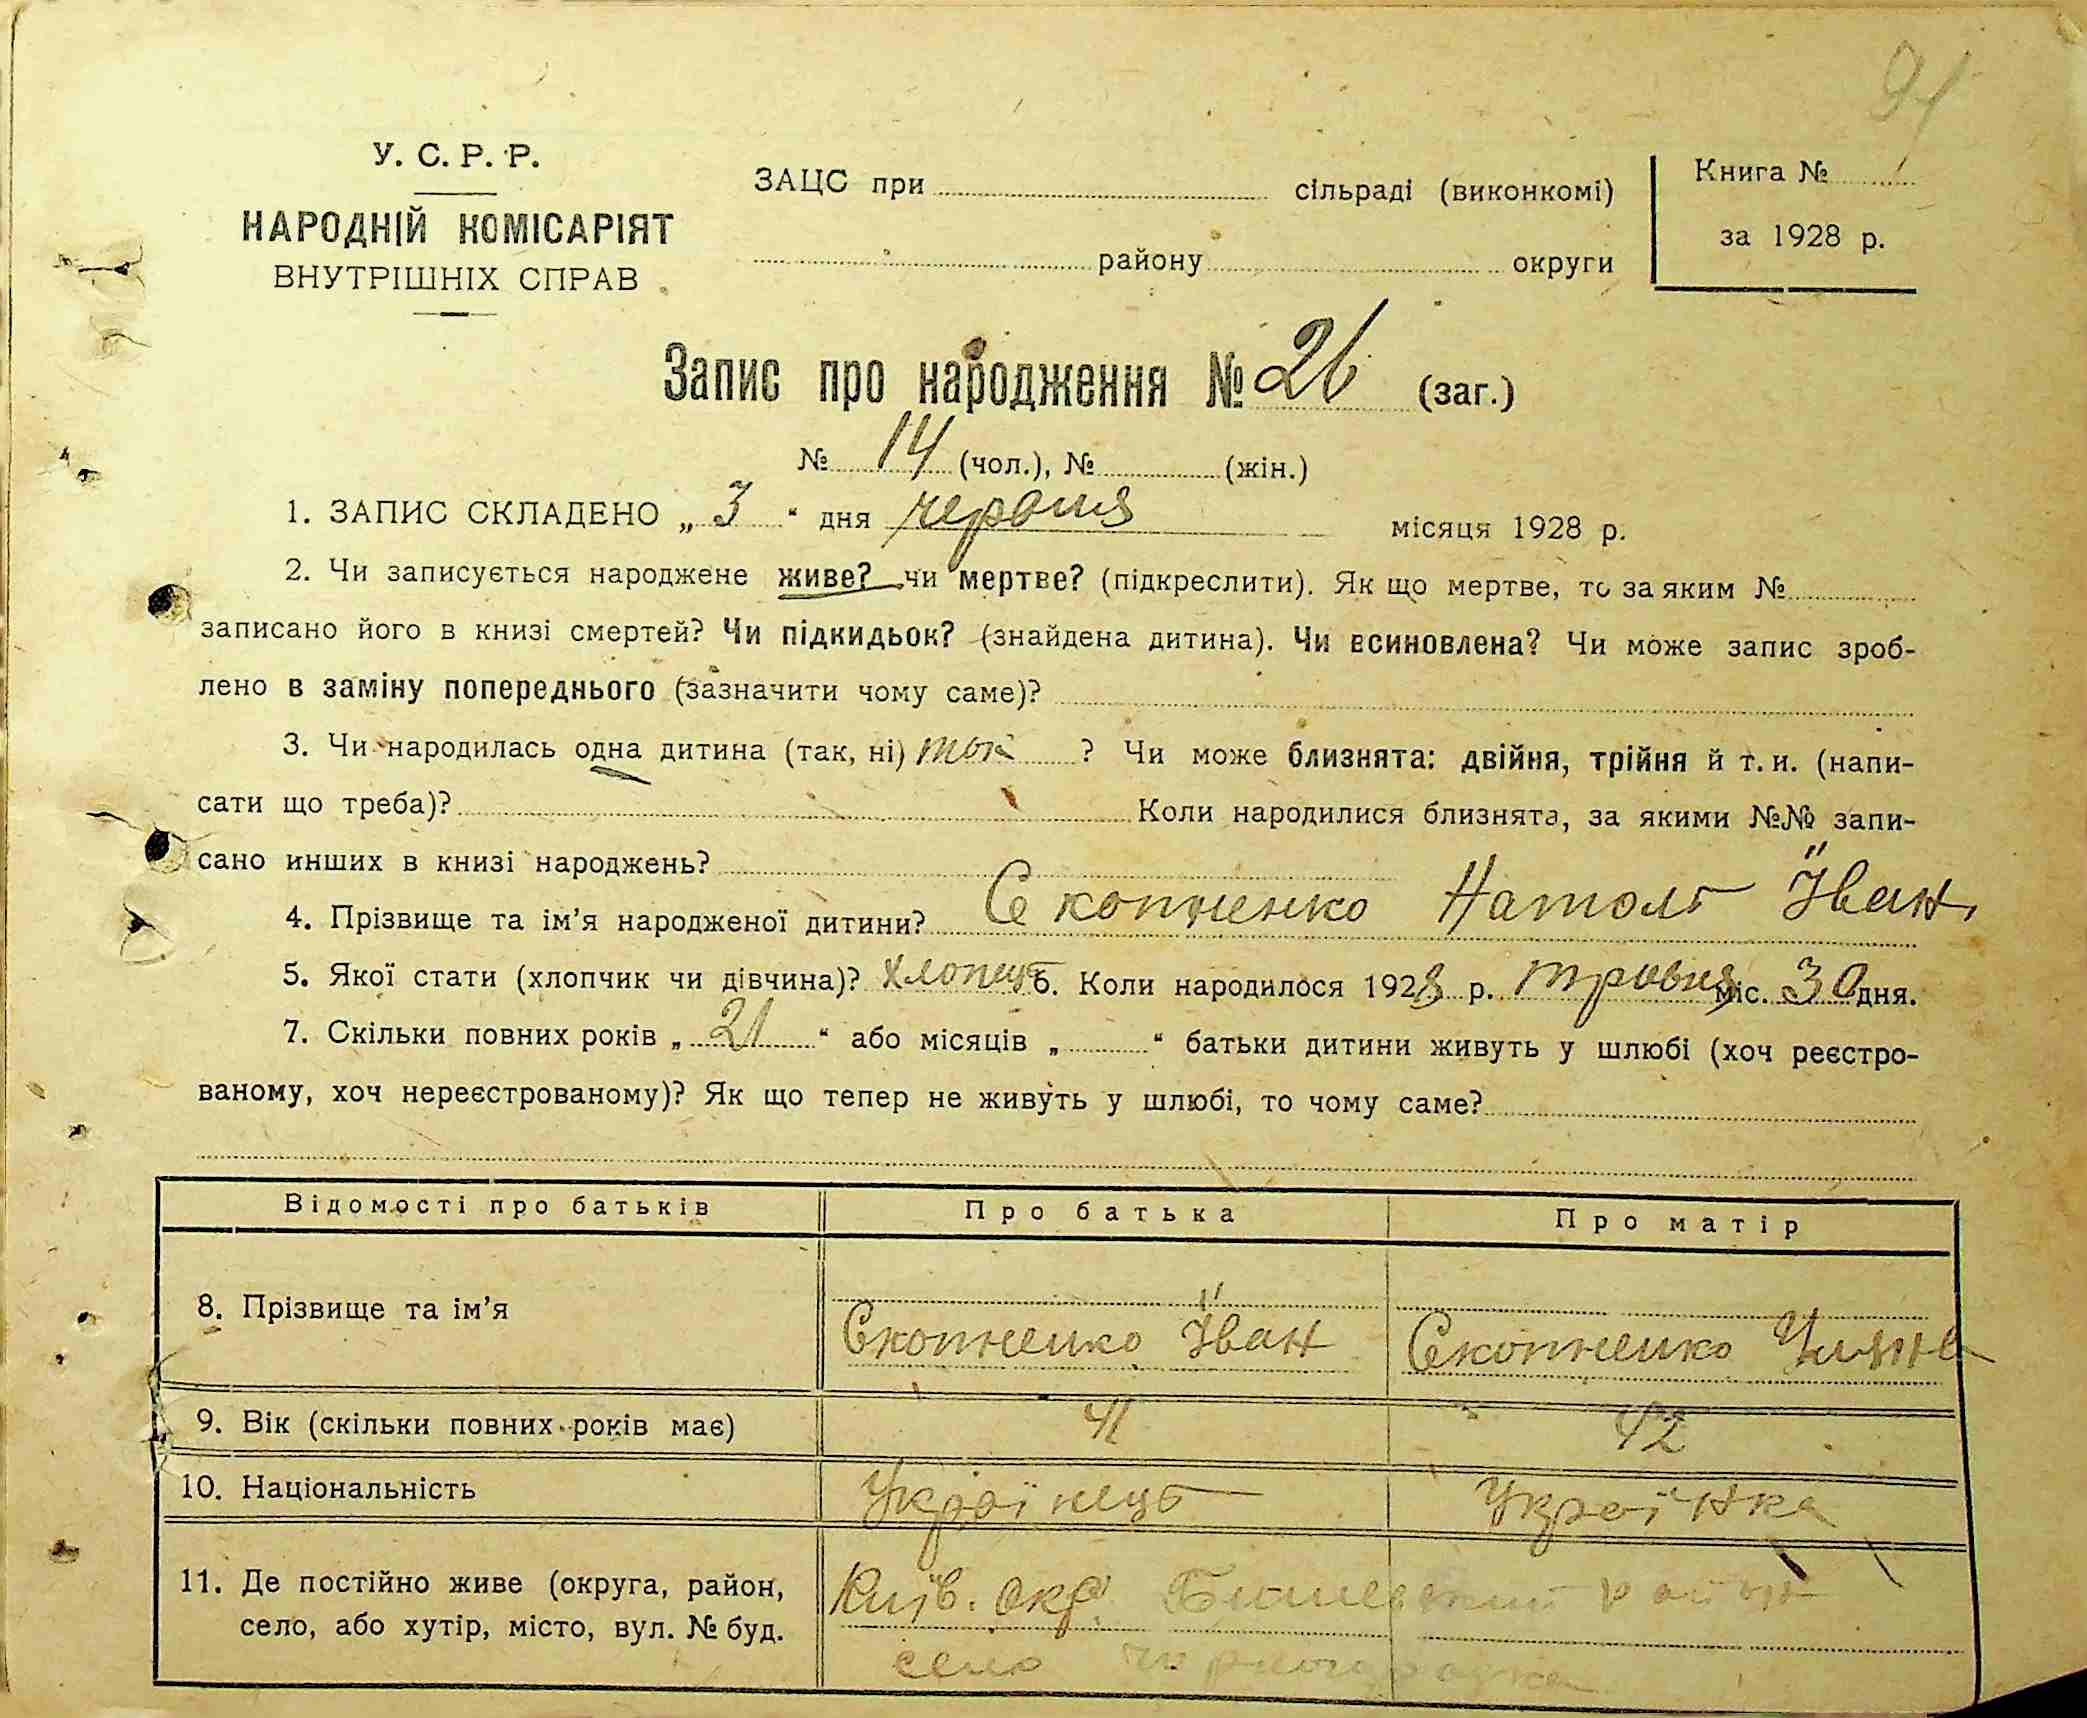 91
У. С. Р. Р.
НАРОДНІЙ КОМІСАРІЯТ
ВНУТРІШНІХ СПРАВ
ЗАЦС при сільраді (виконкомі)
району округи
Книга №
за 1928 р.
Запис про народження № 26 (заг.)
№ 14 (чол.), № (жін.)
1. ЗАПИС СКЛАДЕНО „ 3 “ дня червня місяця 1928 р.
2. Чи записується народжене живе? чи мертве? (підкреслити). Як що мертве, то за яким №
записано його в книзі смертей? Чи підкидьок? (знайдена дитина). Чи всиновлена? Чи може запис зроб-
лено в заміну попереднього (зазначити чому саме)?
3. Чи народилась одна дитина (так, ні) так ? Чи може близнята: двійня, трійня й т. и. (напи-
сати що треба)? Коли народилися близнята, за якими №№ запи-
сано инших в книзі народжень?
4. Прізвище та ім’я народженої дитини? Скопненко Натоль Іван.
5. Якої стати (хлопчик чи дівчина)? хлопець 6. Коли народилося 1928 р. травня міс. 30 дня.
7. Скільки повних років „ 21 “ або місяців „ “ батьки дитини живуть у шлюбі (хоч реєстро-
ваному, хоч нереєстрованому)? Як що тепер не живуть у шлюбі, то чому саме?
Відомості про батьків Про батька Про матір
8. Прізвище та ім’я Скопненко Іван Скопненко Уляна
9. Вік (скільки повних років має) 41 42
10. Національність Українець Українка
11. Де постійно живе (округа, район, Київ. окр. Бишевский район
село, або хутір, місто, вул. № буд. село